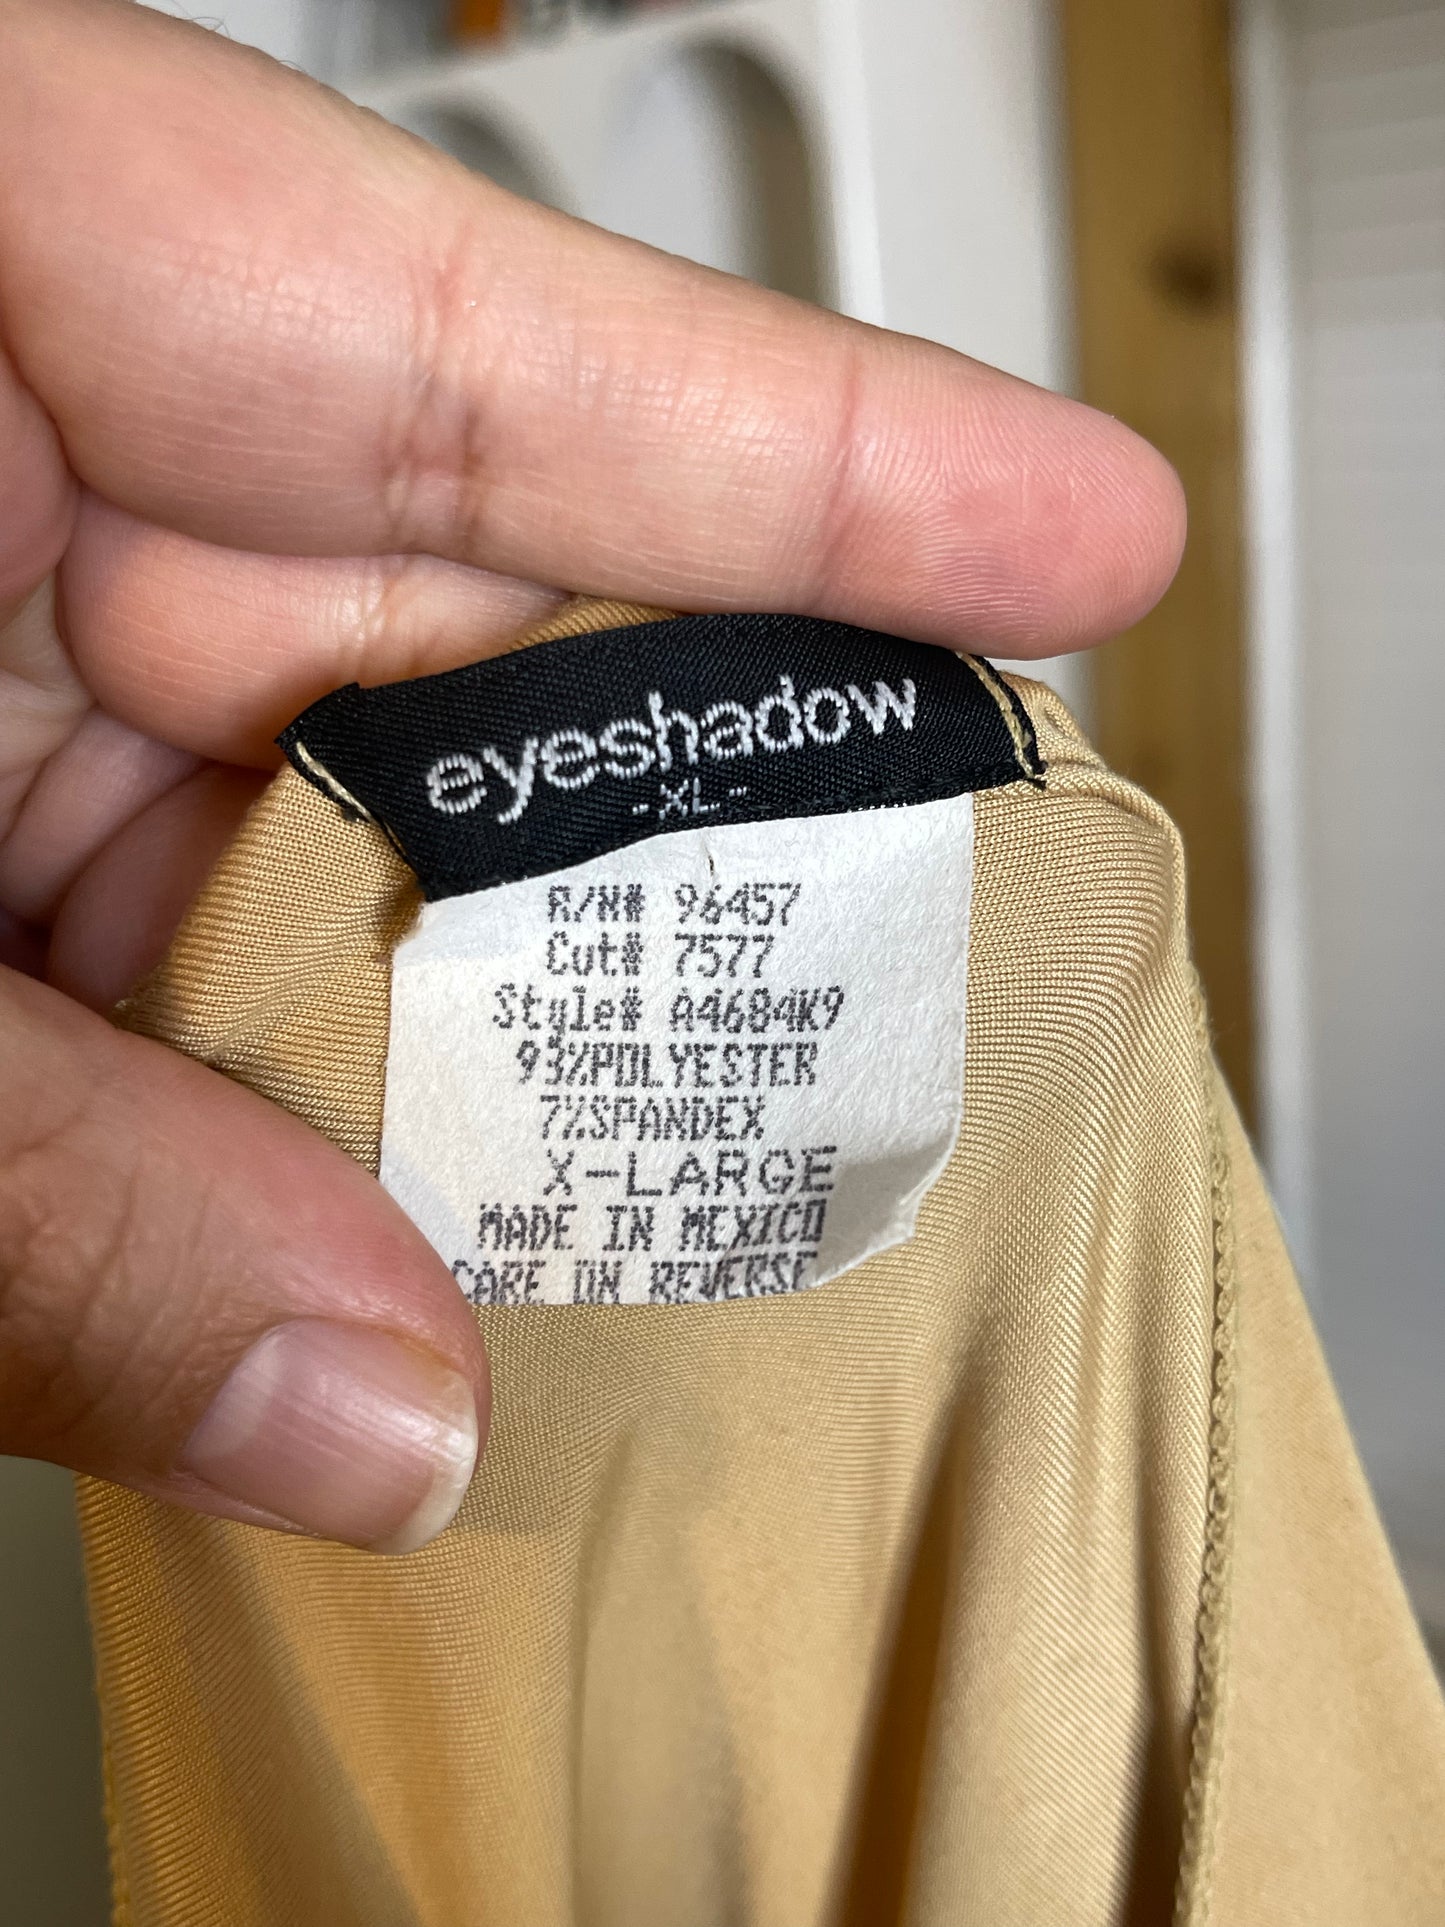 eyeshadow
-XL-
R/N# 96457
Cut# 7577
Style# A4684K9
93%POLYESTER
7%SPANDEX
X-LARGE
MADE IN MEXICO
CARE ON REVERSE